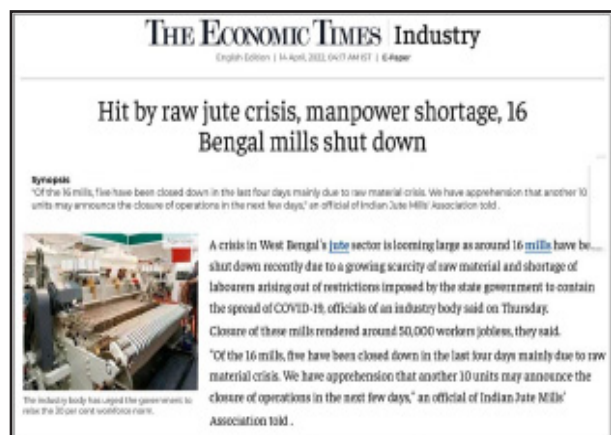 THE ECONOMIC TIMES | Industry
English Edition | 14 April, 2022, 04:17 AM IST | E-Paper
Hit by raw jute crisis, manpower shortage, 16
Bengal mills shut down
Synopsis
"Of the 16 mills, five have been closed down in the last four days mainly due to raw material crisis. We have apprehension that another 10
units may announce the closure of operations in the next few days," an official of Indian Jute Mills' Association told .
A crisis in West Bengal's jute sector is looming large as around 16 mills have be
shut down recently due to a growing scarcity of raw material and shortage of
labourers arising out of restrictions imposed by the state government to contain
the spread of COVID-19, officials of an industry body said on Thursday.
Closure of these mills rendered around 50,000 workers jobless, they said.
"Of the 16 mills, five have been closed down in the last four days mainly due to raw
material crisis. We have apprehension that another 10 units may announce the
closure of operations in the next few days," an official of Indian Jute Mills'
Association told .
The industry body has urged the government to
relax the 30 per cent workforce norm.